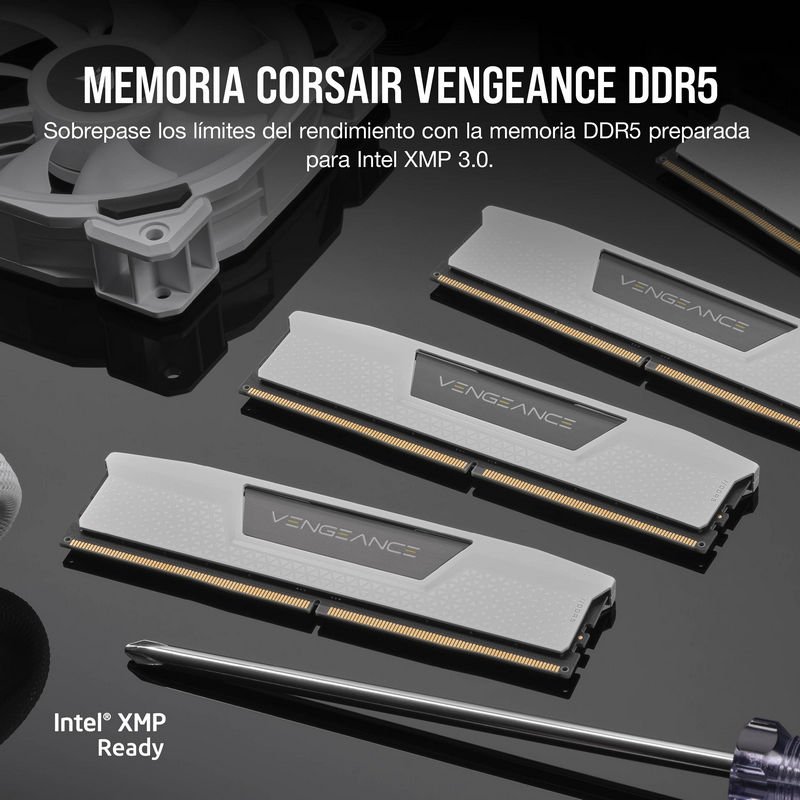 MEMORIA CORSAIR VENGEANCE DDR5
Sobrepase los límites del rendimiento con la memoria DDR5 preparada
para Intel XMP 3.0.
VENGEANCE
VENGEANCE
VENGEANCE
Intel® XMP
Ready